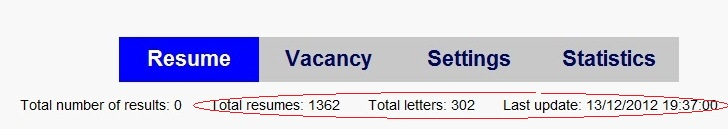 Resume Vacancy Settings Statistics
Total number of results: 0 Total resumes: 1362 Total letters: 302 Last update: 13/12/2012 19:37:00